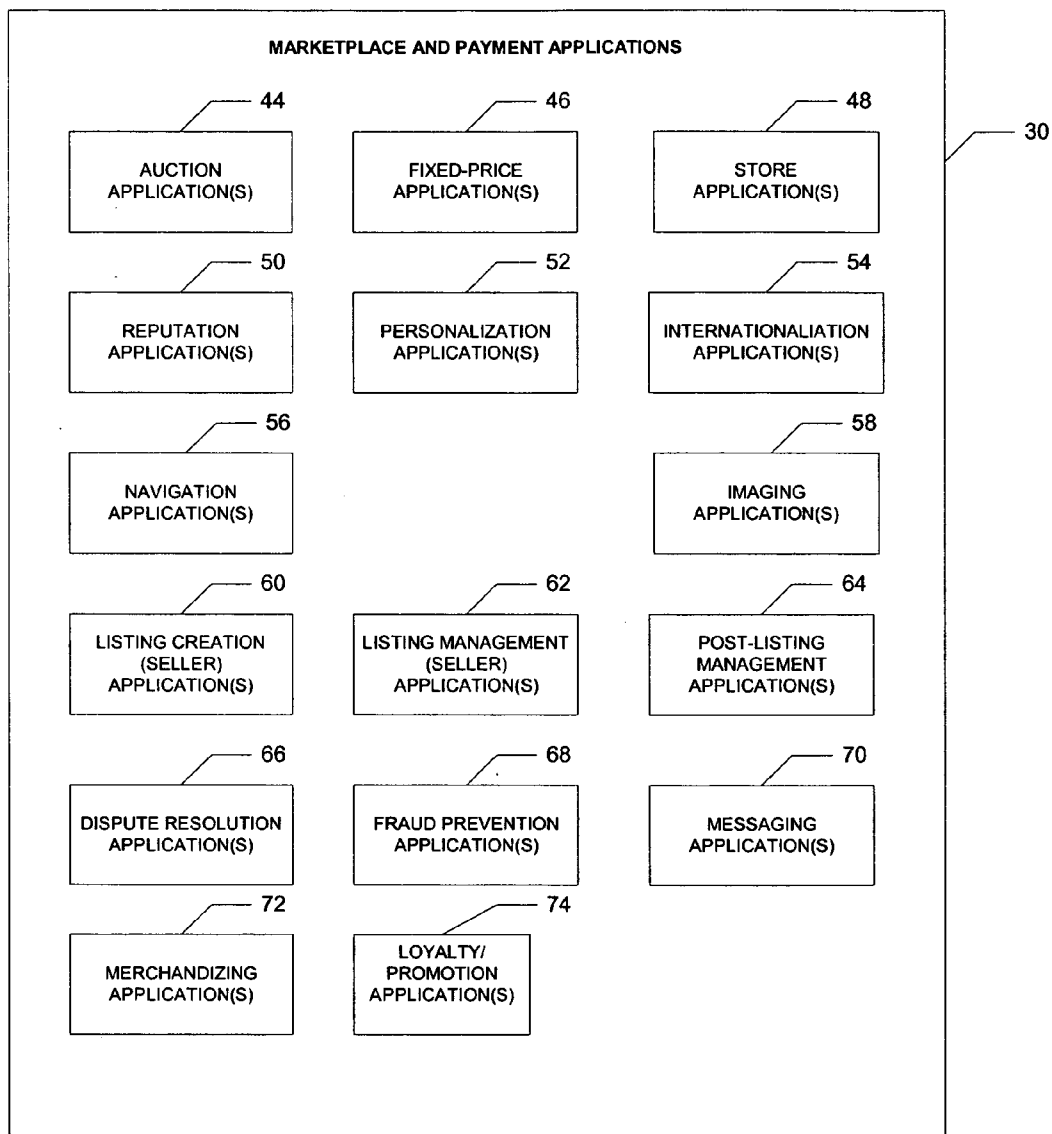 MARKETPLACE AND PAYMENT APPLICATIONS
30
44
AUCTION
APPLICATION(S)
46
FIXED-PRICE
APPLICATION(S)
48
STORE
APPLICATION(S)
50
REPUTATION
APPLICATION(S)
52
PERSONALIZATION
APPLICATION(S)
54
INTERNATIONALIATION
APPLICATION(S)
56
NAVIGATION
APPLICATION(S)
58
IMAGING
APPLICATION(S)
60
LISTING CREATION
(SELLER)
APPLICATION(S)
62
LISTING MANAGEMENT
(SELLER)
APPLICATION(S)
64
POST-LISTING
MANAGEMENT
APPLICATION(S)
66
DISPUTE RESOLUTION
APPLICATION(S)
68
FRAUD PREVENTION
APPLICATION(S)
70
MESSAGING
APPLICATION(S)
72
MERCHANDIZING
APPLICATION(S)
74
LOYALTY/
PROMOTION
APPLICATION(S)